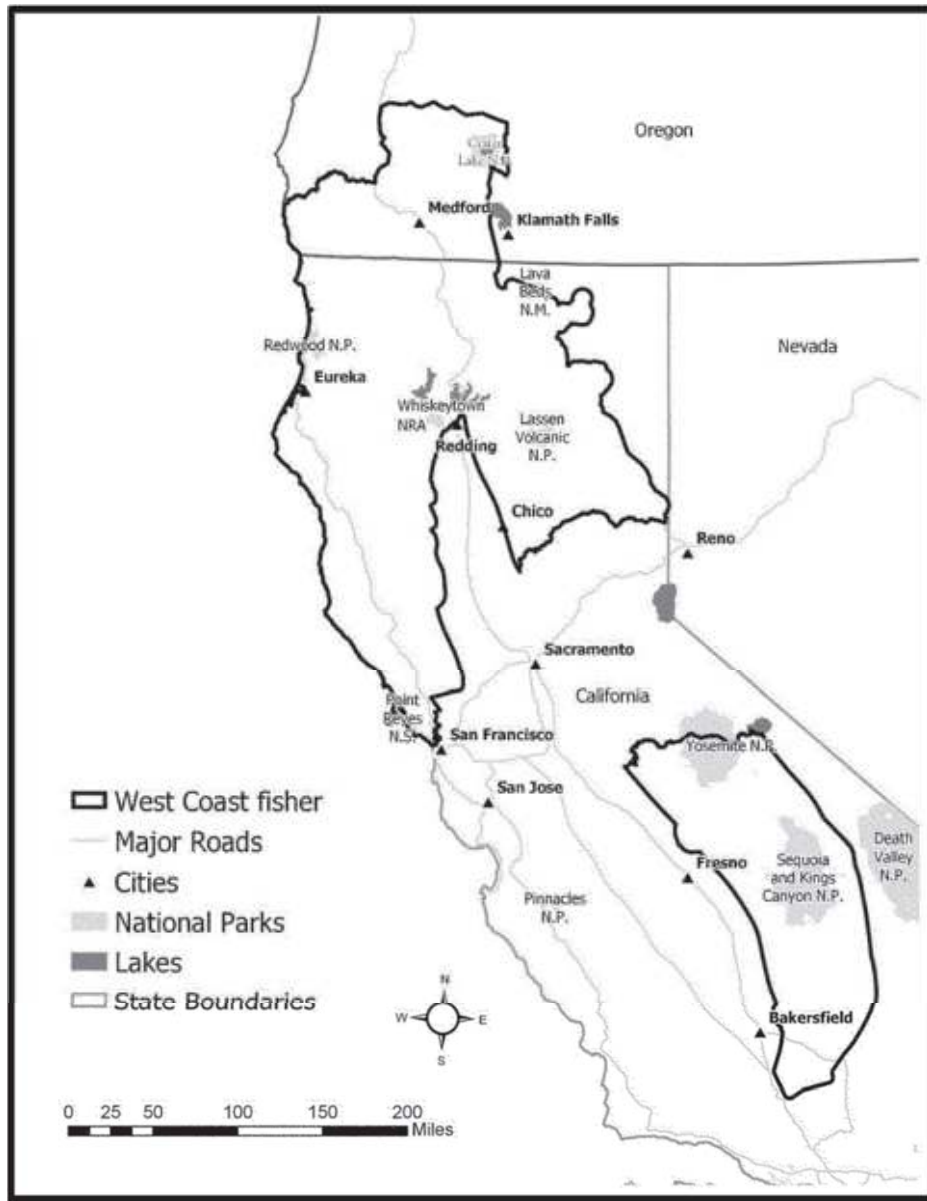 Oregon
Crater
Lake N.P.
Medford
Klamath Falls
Lava
Beds
N.M.
Nevada
Redwood N.P.
Eureka
Whiskeytown
NRA
Redding
Lassen
Volcanic
N.P.
Chico
Reno
Sacramento
California
Point
Reyes
N.S.
San Francisco
Yosemite N.P.
San Jose
Fresno
Sequoia
and Kings
Canyon N.P.
Death
Valley
N.P.
Pinnacles
N.P.
Bakersfield
West Coast fisher
Major Roads
Cities
National Parks
Lakes
State Boundaries
N
W E
S
0 25 50 100 150 200
Miles